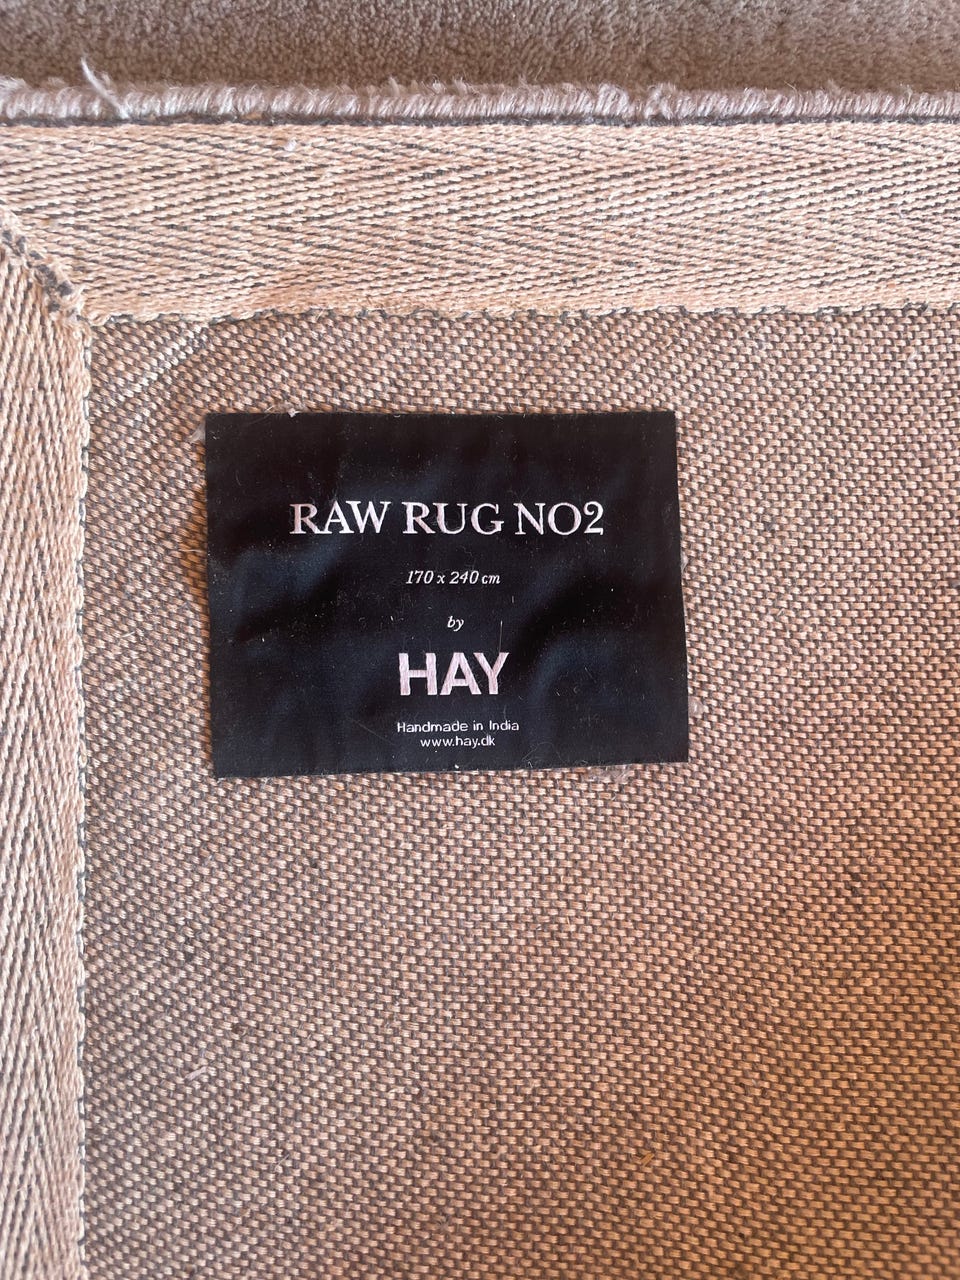 RAW RUG NO2
170 x 240 cm
by
HAY
Handmade in India
www.hay.dk